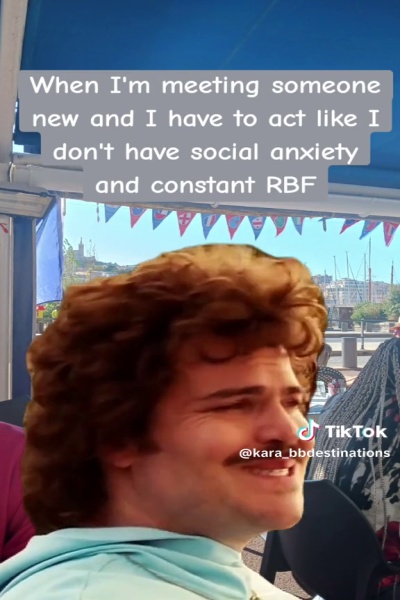 When I'm meeting someone
new and I have to act like I
don't have social anxiety
and constant RBF
TikTok
@kara_bbdestinations